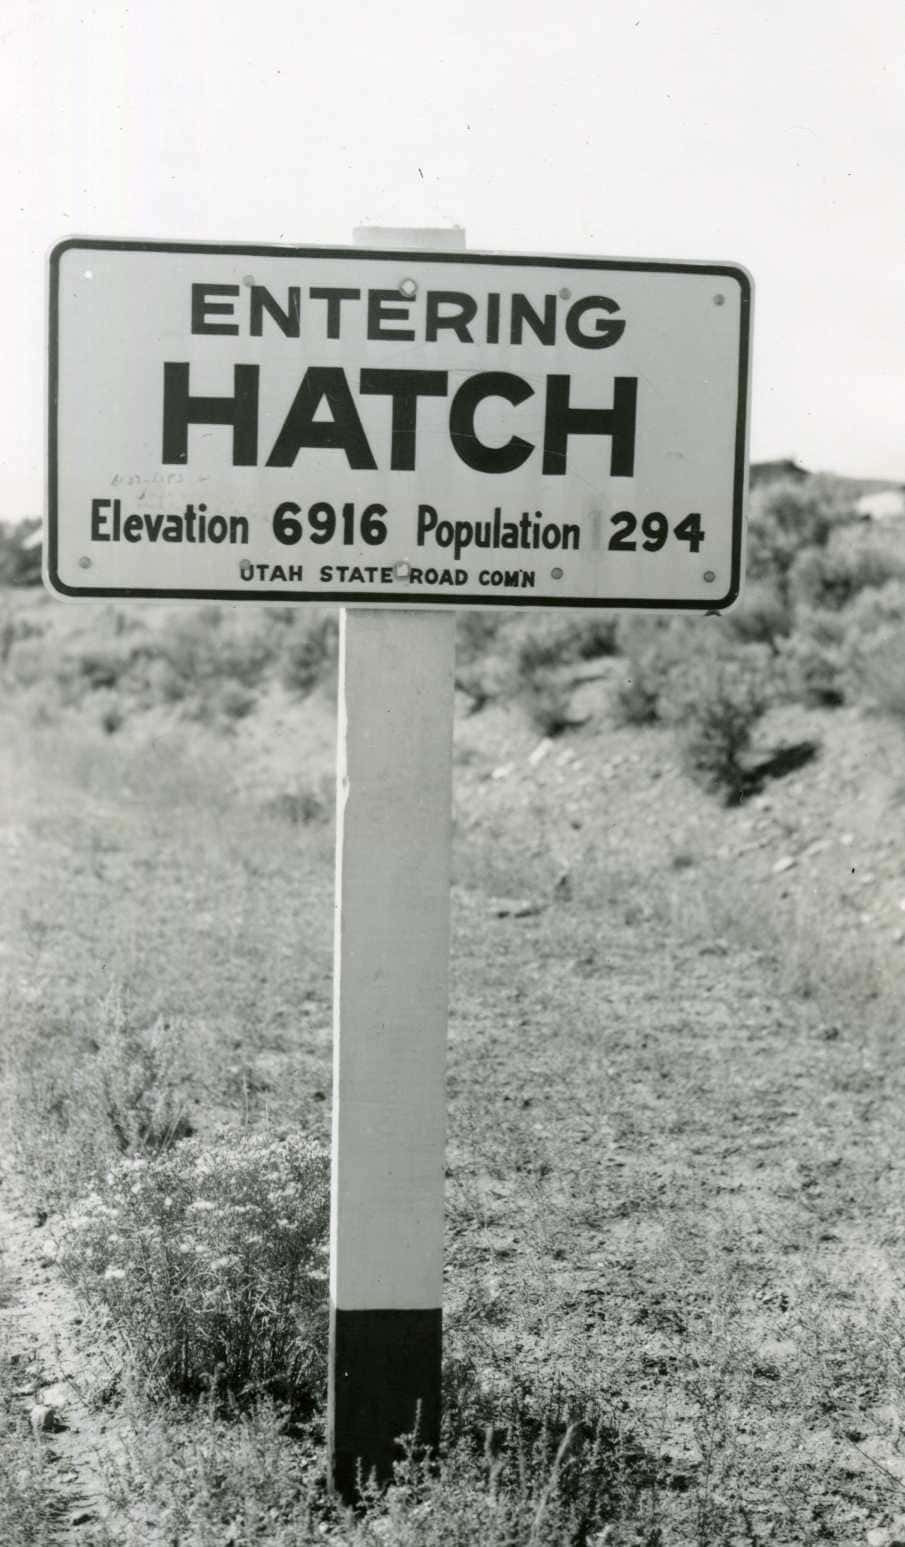 ENTERING
HATCH
Elevation 6916 Population 294
UTAH STATE ROAD COM'N